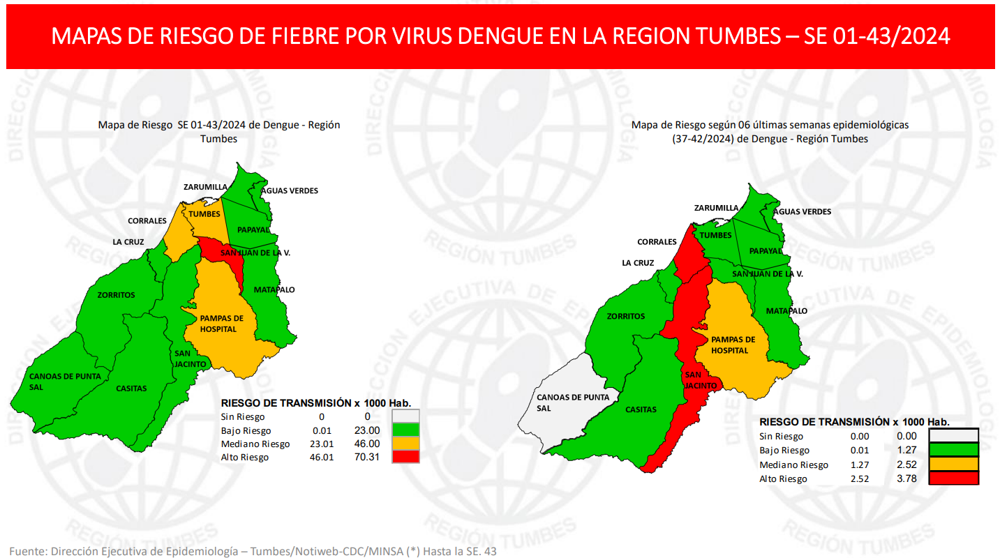 MAPAS DE RIESGO DE FIEBRE POR VIRUS DENGUE EN LA REGION TUMBES – SE 01-43/2024
Mapa de Riesgo SE 01-43/2024 de Dengue - Región
Tumbes
ZARUMILLA
AGUAS VERDES
TUMBES
CORRALES
PAPAYAL
LA CRUZ
SAN JUAN DE LA V.
MATAPALO
ZORRITOS
PAMPAS DE
HOSPITAL
SAN
JACINTO
CANOAS DE PUNTA
SAL
CASITAS
RIESGO DE TRANSMISIÓN x 1000 Hab.
Sin Riesgo 0 0
Bajo Riesgo 0.01 23.00
Mediano Riesgo 23.01 46.00
Alto Riesgo 46.01 70.31
Mapa de Riesgo según 06 últimas semanas epidemiológicas
(37-42/2024) de Dengue - Región Tumbes
ZARUMILLA
AGUAS VERDES
TUMBES
CORRALES
PAPAYAL
LA CRUZ
SAN JUAN DE LA V.
MATAPALO
ZORRITOS
PAMPAS DE
HOSPITAL
SAN
JACINTO
CANOAS DE PUNTA
SAL
CASITAS
RIESGO DE TRANSMISIÓN x 1000 Hab.
Sin Riesgo 0.00 0.00
Bajo Riesgo 0.01 1.27
Mediano Riesgo 1.27 2.52
Alto Riesgo 2.52 3.78
Fuente: Dirección Ejecutiva de Epidemiología – Tumbes/Notiweb-CDC/MINSA (*) Hasta la SE. 43
REGIÓN TUMBES
REGIÓN TUMBES
REGIÓN TUMBES